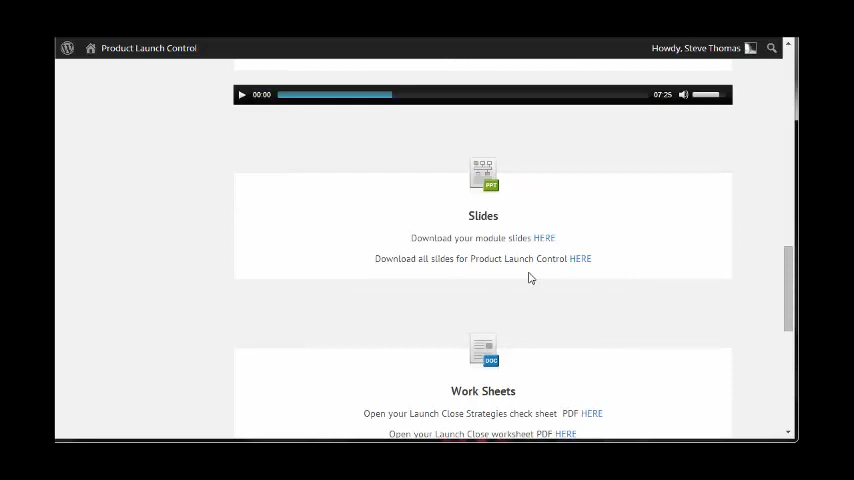 Product Launch Control
Howdy, Steve Thomas
00:00
07:25
PPT
Slides
Download your module slides HERE
Download all slides for Product Launch Control HERE
DOC
Work Sheets
Open your Launch Close Strategies check sheet PDF HERE
Open your Launch Close worksheet PDF HERE